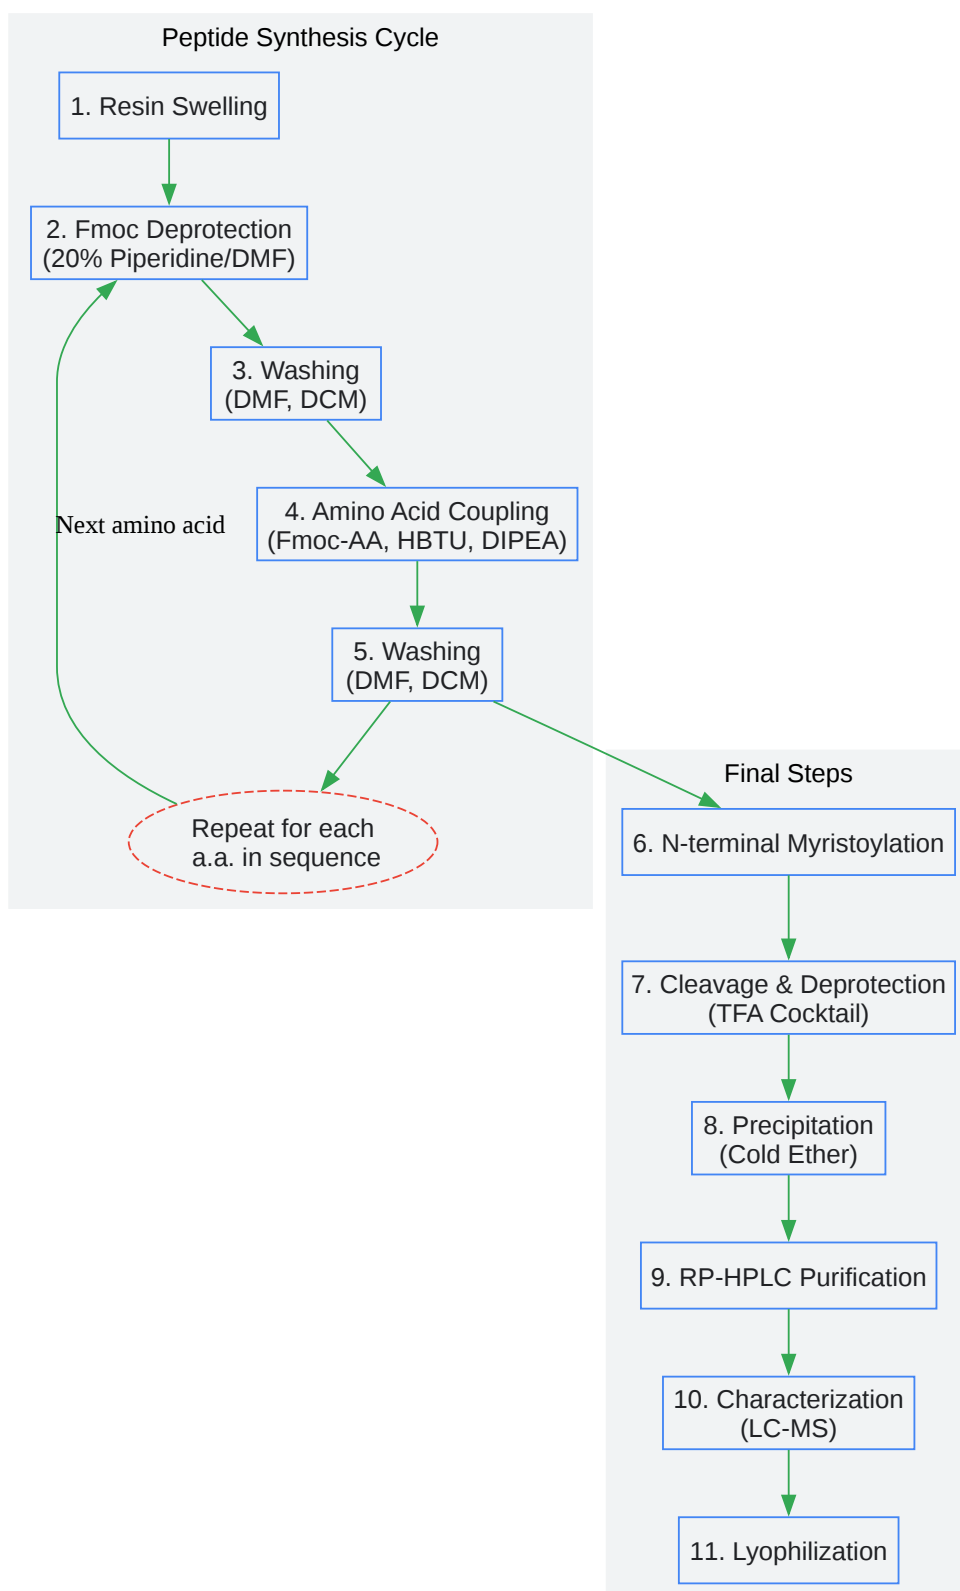 Peptide Synthesis Cycle
1. Resin Swelling
2. Fmoc Deprotection
(20% Piperidine/DMF)
3. Washing
(DMF, DCM)
4. Amino Acid Coupling
(Fmoc-AA, HBTU, DIPEA)
Next amino acid
5. Washing
(DMF, DCM)
Repeat for each
a.a. in sequence
Final Steps
6. N-terminal Myristoylation
7. Cleavage & Deprotection
(TFA Cocktail)
8. Precipitation
(Cold Ether)
9. RP-HPLC Purification
10. Characterization
(LC-MS)
11. Lyophilization